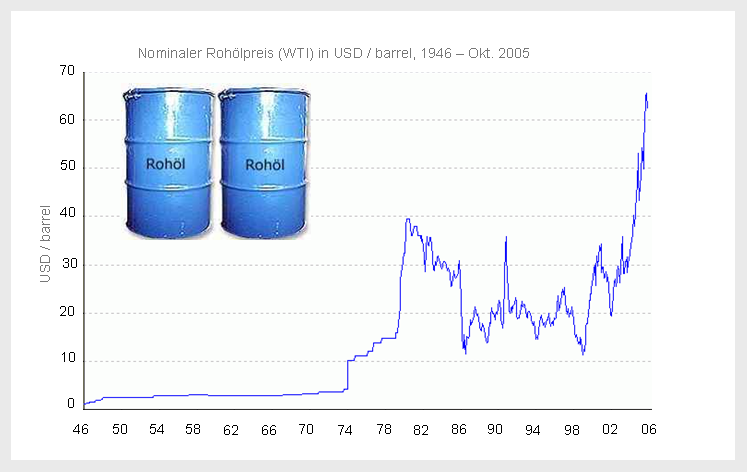 Nominaler Rohölpreis (WTI) in USD / barrel, 1946 – Okt. 2005
70
60
50
40
30
20
10
0
USD / barrel
Rohöl Rohöl
46 50 54 58 62 66 70 74 78 82 86 90 94 98 02 06